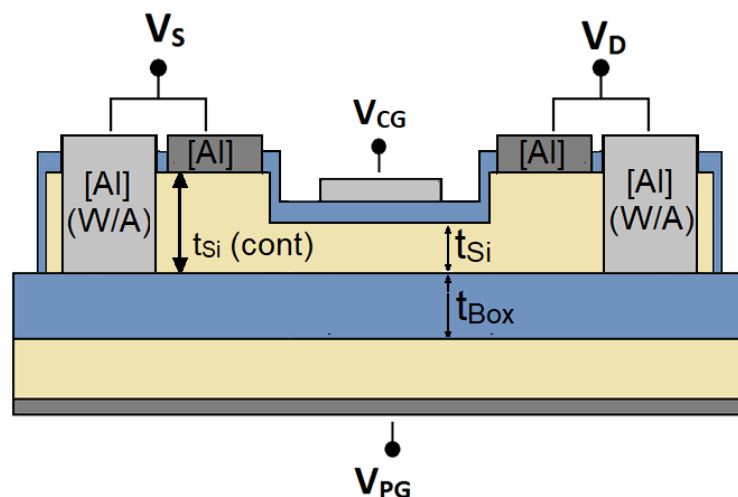 VS
VD
VCG
[Al]
[Al]
[Al]
(W/A)
[Al]
(W/A)
tSi (cont)
tSi
tBox
VPG